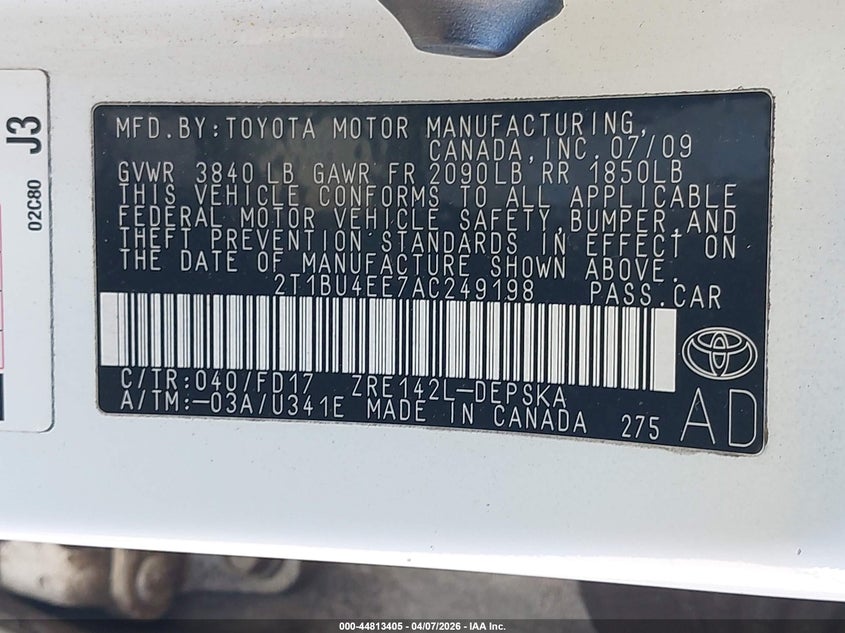 J3
02C80
MFD.BY:TOYOTA MOTOR MANUFACTURING,
CANADA,INC.07/09
GVWR 3840 LB GAWR FR 2090LB RR 1850LB
THIS VEHICLE CONFORMS TO ALL APPLICABLE
FEDERAL MOTOR VEHICLE SAFETY,BUMPER,AND
THEFT PREVENTION STANDARDS IN EFFECT ON
THE DATE OF MANUFACTURE SHOWN ABOVE.
2T1BU4EE7AC249198 PASS.CAR
C/TR:040/FD17 ZRE142L-DEPSKA
A/TM:-03A/U341E MADE IN CANADA 275
AD
000-44813405 - 04/07/2026 - IAA Inc.